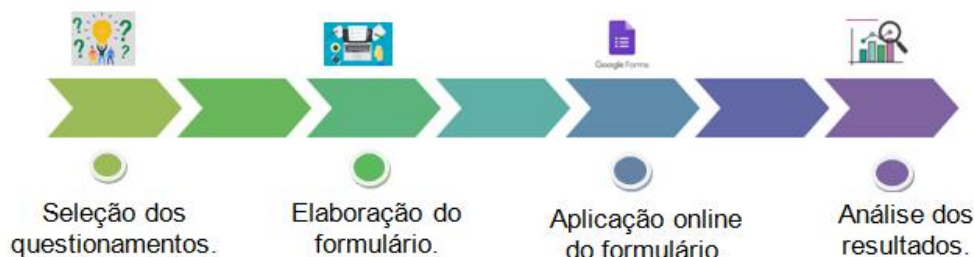 Google Forms
Seleção dos
questionamentos.
Elaboração do
formulário.
Aplicação online
do formulário
Análise dos
resultados.